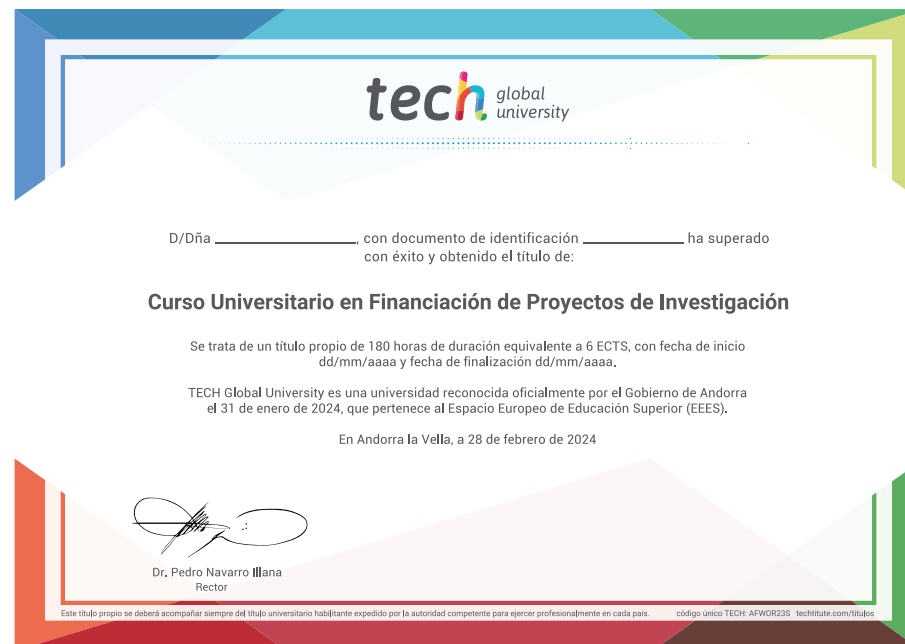 tech global university
D/Dña ____________________, con documento de identificación ______________ ha superado
con éxito y obtenido el título de:
Curso Universitario en Financiación de Proyectos de Investigación
Se trata de un título propio de 180 horas de duración equivalente a 6 ECTS, con fecha de inicio
dd/mm/aaaa y fecha de finalización dd/mm/aaaa.
TECH Global University es una universidad reconocida oficialmente por el Gobierno de Andorra
el 31 de enero de 2024, que pertenece al Espacio Europeo de Educación Superior (EEES).
En Andorra la Vella, a 28 de febrero de 2024
Dr. Pedro Navarro Illana
Rector
Este título propio se deberá acompañar siempre del título universitario habilitante expedido por la autoridad competente para ejercer profesionalmente en cada país. código único TECH: AFWOR23S techtitute.com/titulos